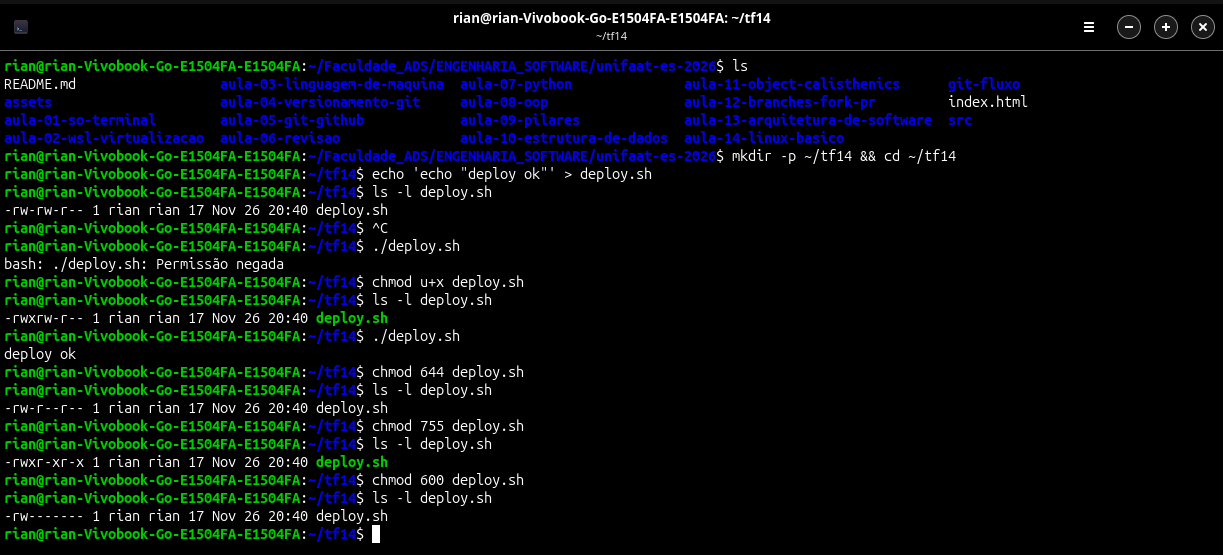 rian@rian-Vivobook-Go-E1504FA-E1504FA: ~/tf14
~/tf14
rian@rian-Vivobook-Go-E1504FA-E1504FA:~/Faculdade_ADS/ENGENHARIA_SOFTWARE/unifaat-es-2026$ ls
README.md aula-03-linguagem-de-maquina aula-07-python aula-11-object-calisthenics git-fluxo
assets aula-04-versionamento-git aula-08-oop aula-12-branches-fork-pr index.html
aula-01-so-terminal aula-05-git-github aula-09-pilares aula-13-arquitetura-de-software src
aula-02-wsl-virtualizacao aula-06-revisao aula-10-estrutura-de-dados aula-14-linux-basico
rian@rian-Vivobook-Go-E1504FA-E1504FA:~/Faculdade_ADS/ENGENHARIA_SOFTWARE/unifaat-es-2026$ mkdir -p ~/tf14 && cd ~/tf14
rian@rian-Vivobook-Go-E1504FA-E1504FA:~/tf14$ echo 'echo "deploy ok"' > deploy.sh
rian@rian-Vivobook-Go-E1504FA-E1504FA:~/tf14$ ls -l deploy.sh
-rw-rw-r-- 1 rian rian 17 Nov 26 20:40 deploy.sh
rian@rian-Vivobook-Go-E1504FA-E1504FA:~/tf14$ ^C
rian@rian-Vivobook-Go-E1504FA-E1504FA:~/tf14$ ./deploy.sh
bash: ./deploy.sh: Permissão negada
rian@rian-Vivobook-Go-E1504FA-E1504FA:~/tf14$ chmod u+x deploy.sh
rian@rian-Vivobook-Go-E1504FA-E1504FA:~/tf14$ ls -l deploy.sh
-rwxrw-r-- 1 rian rian 17 Nov 26 20:40 deploy.sh
rian@rian-Vivobook-Go-E1504FA-E1504FA:~/tf14$ ./deploy.sh
deploy ok
rian@rian-Vivobook-Go-E1504FA-E1504FA:~/tf14$ chmod 644 deploy.sh
rian@rian-Vivobook-Go-E1504FA-E1504FA:~/tf14$ ls -l deploy.sh
-rw-r--r-- 1 rian rian 17 Nov 26 20:40 deploy.sh
rian@rian-Vivobook-Go-E1504FA-E1504FA:~/tf14$ chmod 755 deploy.sh
rian@rian-Vivobook-Go-E1504FA-E1504FA:~/tf14$ ls -l deploy.sh
-rwxr-xr-x 1 rian rian 17 Nov 26 20:40 deploy.sh
rian@rian-Vivobook-Go-E1504FA-E1504FA:~/tf14$ chmod 600 deploy.sh
rian@rian-Vivobook-Go-E1504FA-E1504FA:~/tf14$ ls -l deploy.sh
-rw------- 1 rian rian 17 Nov 26 20:40 deploy.sh
rian@rian-Vivobook-Go-E1504FA-E1504FA:~/tf14$